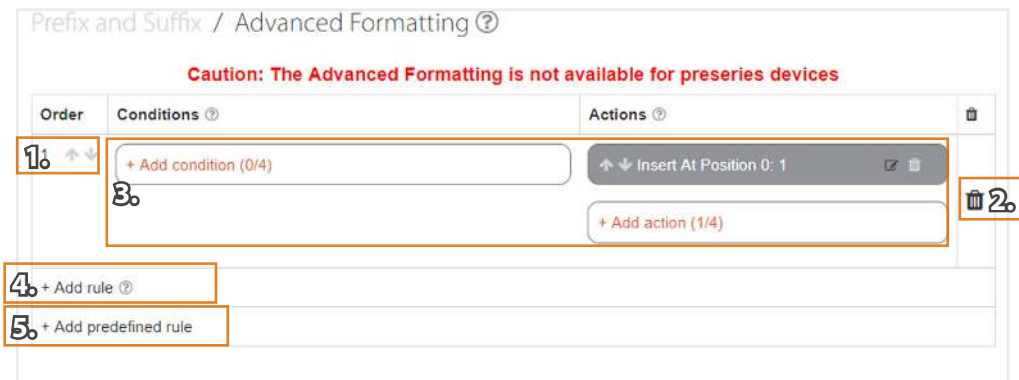 Prefix and Suffix / Advanced Formatting ?
Caution: The Advanced Formatting is not available for preseries devices
Order Conditions ? Actions ?
1. + Add condition (0/4) Insert At Position 0: 1
3. 2.
+ Add action (1/4)
4. + Add rule ?
5. + Add predefined rule